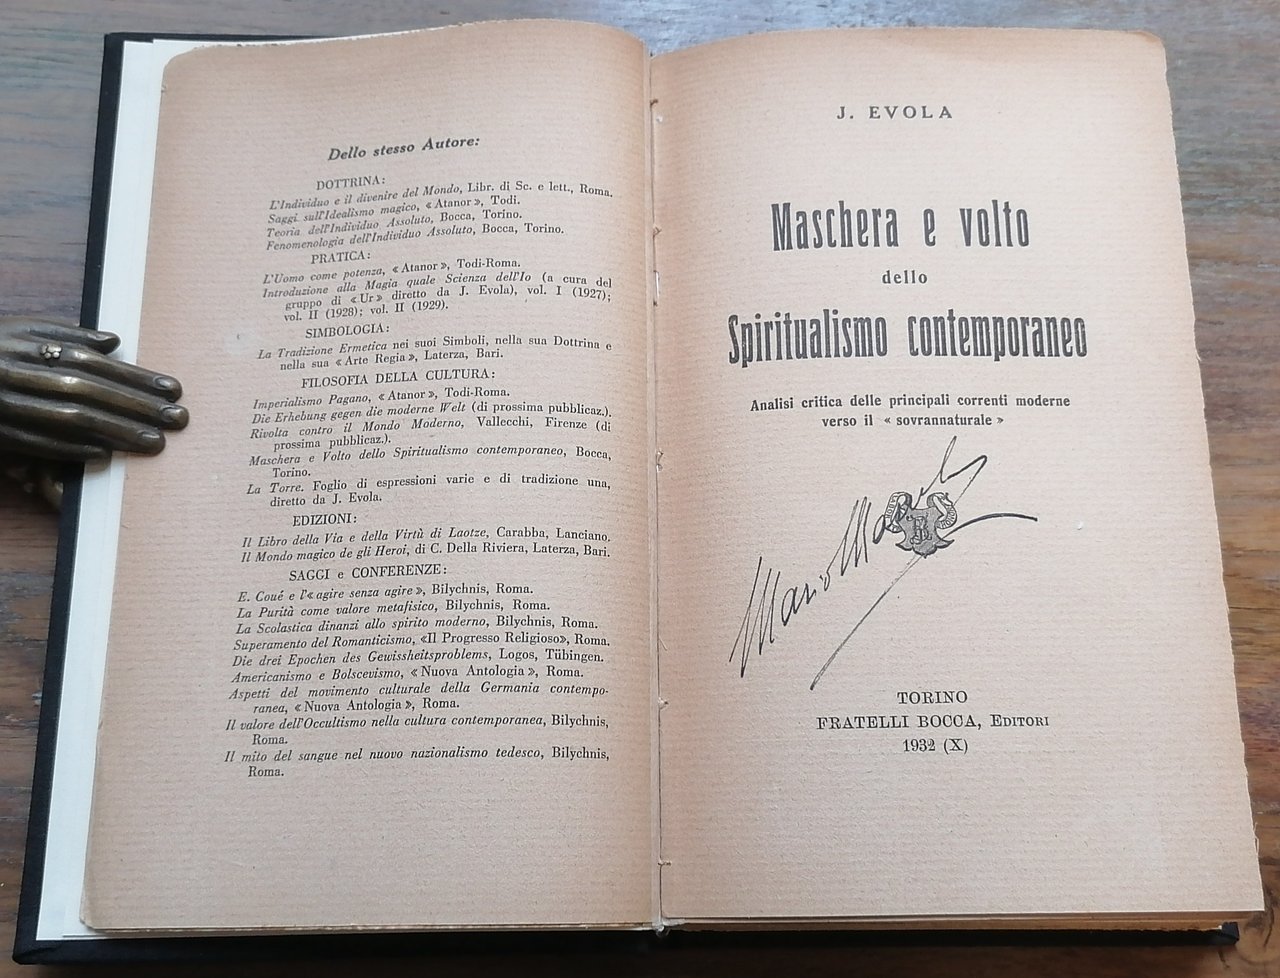 Dello stesso Autore:
DOTTRINA:
L'Individuo e il divenire del Mondo, Libr. di Sc. e lett., Roma.
Saggi sull'Idealismo magico, « Atanor », Todi.
Teoria dell'Individuo Assoluto, Bocca, Torino.
Fenomenologia dell'Individuo Assoluto, Bocca, Torino.
PRATICA:
L'Uomo come potenza, « Atanor », Todi-Roma.
Introduzione alla Magia quale Scienza dell'Io (a cura del
gruppo di « Ur » diretto da J. Evola), vol. I (1927);
vol. II (1928); vol. II (1929).
SIMBOLOGIA:
La Tradizione Ermetica nei suoi Simboli, nella sua Dottrina e
nella sua « Arte Regia », Laterza, Bari.
FILOSOFIA DELLA CULTURA:
Imperialismo Pagano, « Atanor », Todi-Roma.
Die Erhebung gegen die moderne Welt (di prossima pubblicaz.).
Rivolta contro il Mondo Moderno, Vallecchi, Firenze (di
prossima pubblicaz.).
Maschera e Volto dello Spiritualismo contemporaneo, Bocca,
Torino.
La Torre. Foglio di espressioni varie e di tradizione una,
diretto da J. Evola.
EDIZIONI:
Il Libro della Via e della Virtù di Laotze, Carabba, Lanciano.
Il Mondo magico de gli Heroi, di C. Della Riviera, Laterza, Bari.
SAGGI e CONFERENZE:
E. Coué e l'« agire senza agire », Bilychnis, Roma.
La Purità come valore metafisico, Bilychnis, Roma.
La Scolastica dinanzi allo spirito moderno, Bilychnis, Roma.
Superamento del Romanticismo, «Il Progresso Religioso», Roma.
Die drei Epochen des Gewissheitsproblems, Logos, Tübingen.
Americanismo e Bolscevismo, « Nuova Antologia », Roma.
Aspetti del movimento culturale della Germania contempo-
ranea, « Nuova Antologia », Roma.
Il valore dell'Occultismo nella cultura contemporanea, Bilychnis,
Roma.
Il mito del sangue nel nuovo nazionalismo tedesco, Bilychnis,
Roma.
J. EVOLA
Maschera e volto
dello
Spiritualismo contemporaneo
Analisi critica delle principali correnti moderne
verso il « sovrannaturale »
Mario
TORINO
FRATELLI BOCCA, EDITORI
1932 (X)